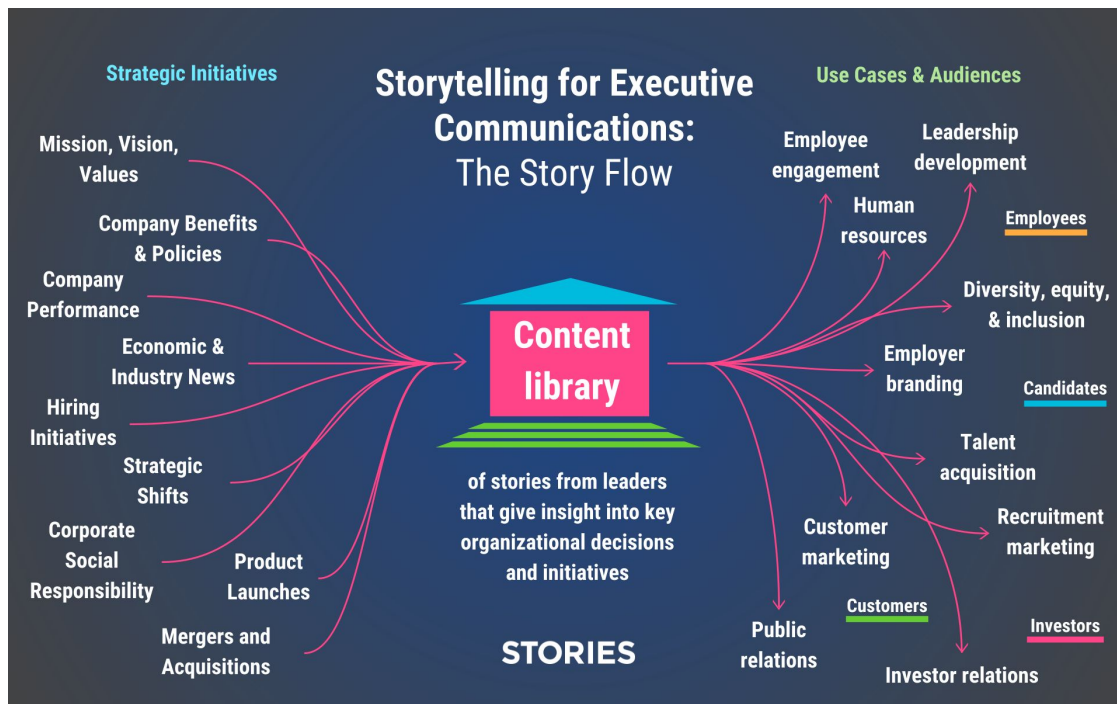 Strategic Initiatives
Storytelling for Executive
Communications:
The Story Flow
Use Cases & Audiences
Mission, Vision,
Values
Company Benefits
& Policies
Company
Performance
Economic &
Industry News
Hiring
Initiatives
Strategic
Shifts
Corporate
Social
Responsibility
Product
Launches
Mergers and
Acquisitions
Content
library
of stories from leaders
that give insight into key
organizational decisions
and initiatives
STORIES
Employee
engagement
Leadership
development
Human
resources
Employees
Diversity, equity,
& inclusion
Employer
branding
Candidates
Talent
acquisition
Recruitment
marketing
Customer
marketing
Customers
Public
relations
Investors
Investor relations